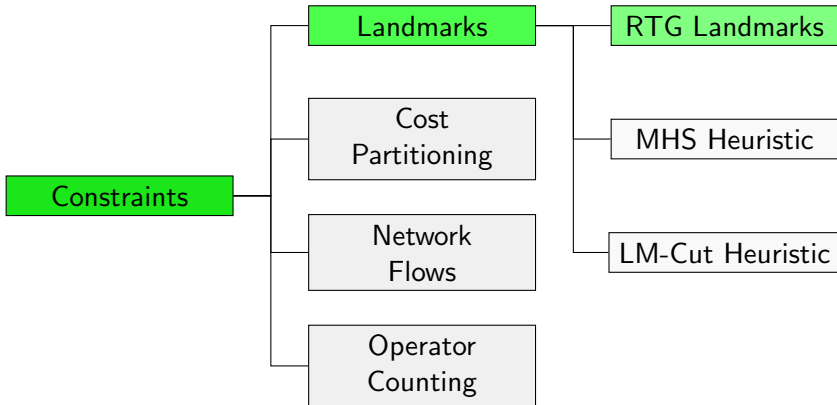 Constraints
Landmarks
Cost
Partitioning
Network
Flows
Operator
Counting
RTG Landmarks
MHS Heuristic
LM-Cut Heuristic